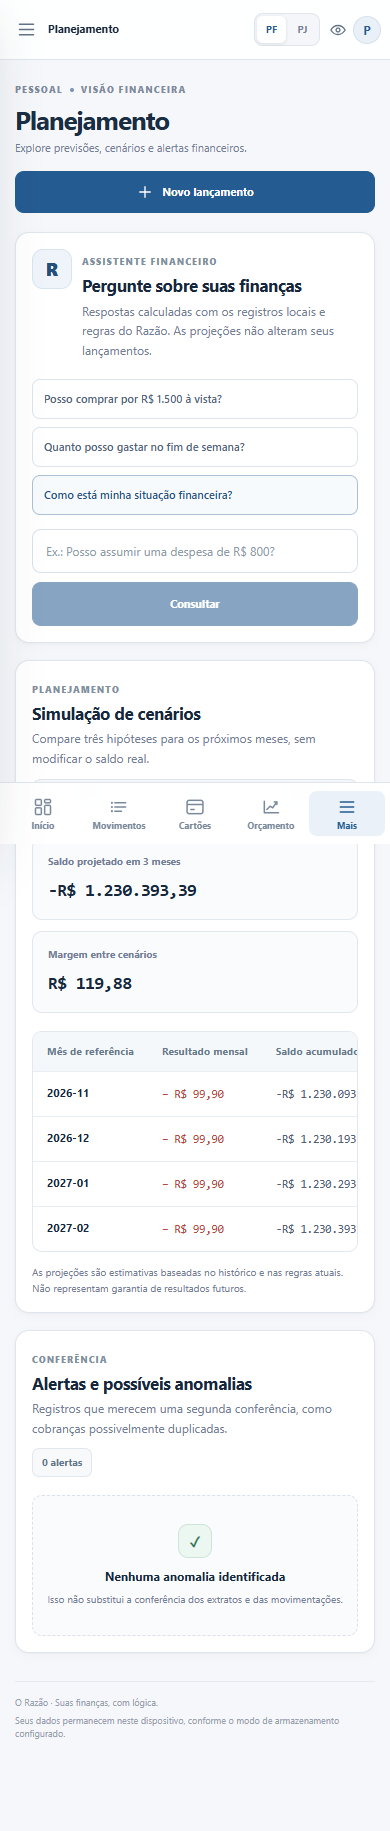 Planejamento
PF PJ
P
PESSOAL • VISÃO FINANCEIRA
Planejamento
Explore previsões, cenários e alertas financeiros.
+ Novo lançamento
R
ASSISTENTE FINANCEIRO
Pergunte sobre suas finanças
Respostas calculadas com os registros locais e
regras do Razão. As projeções não alteram seus
lançamentos.
Posso comprar por R$ 1.500 à vista?
Quanto posso gastar no fim de semana?
Como está minha situação financeira?
Ex.: Posso assumir uma despesa de R$ 800?
Consultar
PLANEJAMENTO
Simulação de cenários
Compare três hipóteses para os próximos meses, sem
modificar o saldo real.
Início Movimentos Cartões Orçamento Mais
Saldo projetado em 3 meses
-R$ 1.230.393,39
Margem entre cenários
R$ 119,88
Mês de referência Resultado mensal Saldo acumulado
2026-11 − R$ 99,90 -R$ 1.230.093
2026-12 − R$ 99,90 -R$ 1.230.193
2027-01 − R$ 99,90 -R$ 1.230.293
2027-02 − R$ 99,90 -R$ 1.230.393
As projeções são estimativas baseadas no histórico e nas regras atuais.
Não representam garantia de resultados futuros.
CONFERÊNCIA
Alertas e possíveis anomalias
Registros que merecem uma segunda conferência, como
cobranças possivelmente duplicadas.
0 alertas
✓
Nenhuma anomalia identificada
Isso não substitui a conferência dos extratos e das movimentações.
O Razão · Suas finanças, com lógica.
Seus dados permanecem neste dispositivo, conforme o modo de armazenamento
configurado.